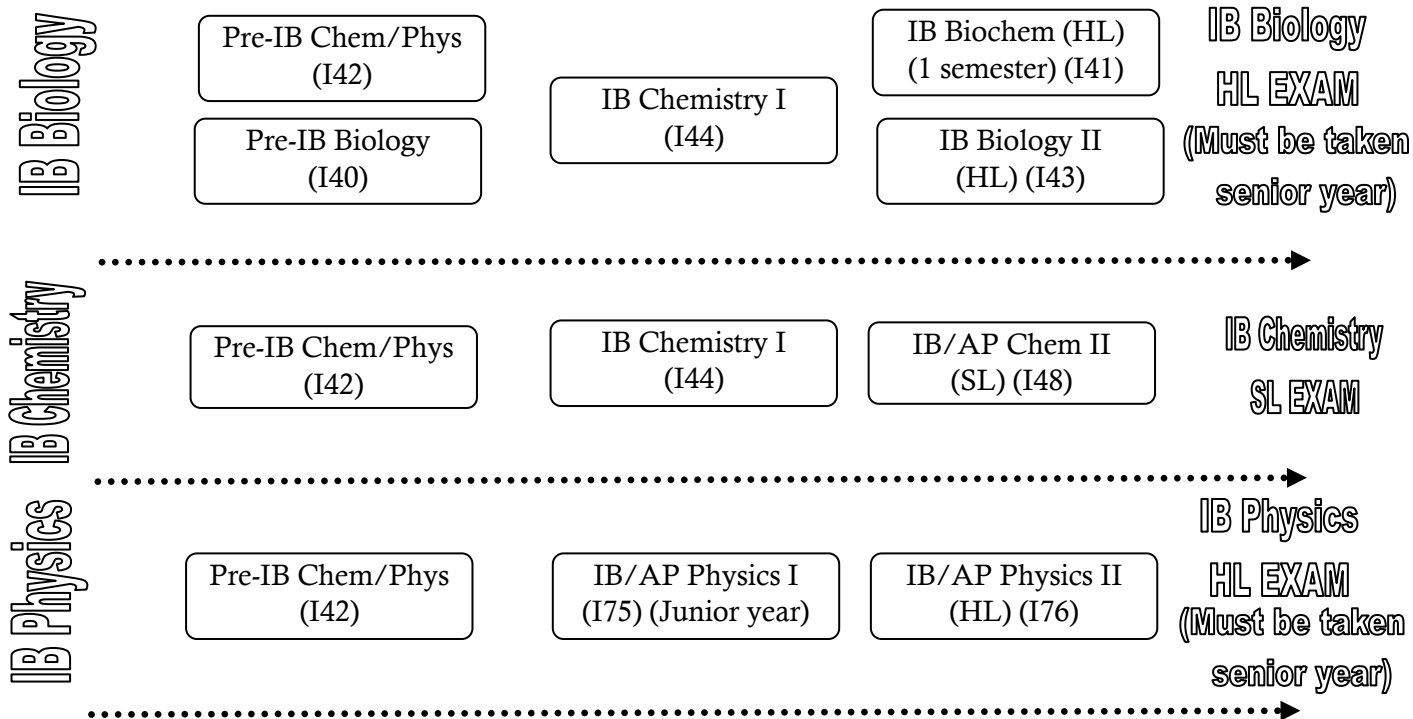 IB Biology
Pre-IB Chem/Phys
(I42)
Pre-IB Biology
(I40)
IB Chemistry I
(I44)
IB Biochem (HL)
(1 semester) (I41)
IB Biology II
(HL) (I43)
IB Biology
HL EXAM
(Must be taken
senior year)
IB Chemistry
Pre-IB Chem/Phys
(I42)
IB Chemistry I
(I44)
IB/AP Chem II
(SL) (I48)
IB Chemistry
SL EXAM
IB Physics
Pre-IB Chem/Phys
(I42)
IB/AP Physics I
(I75) (Junior year)
IB/AP Physics II
(HL) (I76)
IB Physics
HL EXAM
(Must be taken
senior year)